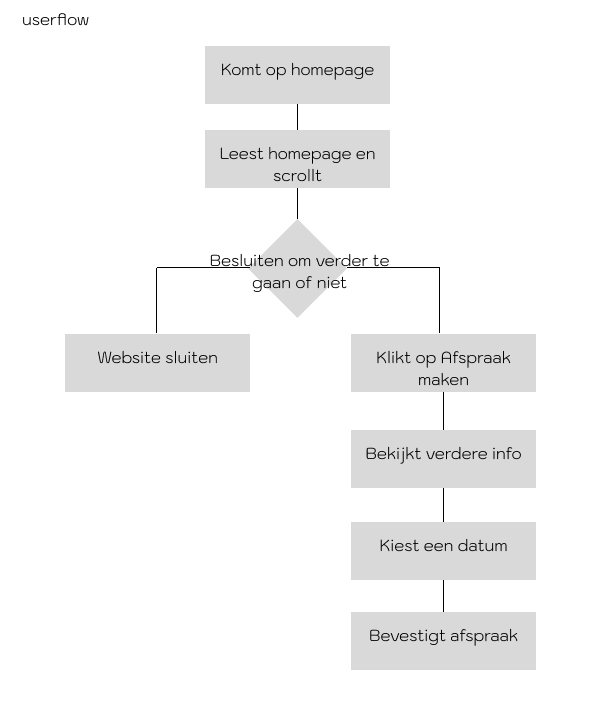 userflow
Komt op homepage
Leest homepage en
scrollt
Besluiten om verder te
gaan of niet
Website sluiten
Klikt op Afspraak
maken
Bekijkt verdere info
Kiest een datum
Bevestigt afspraak